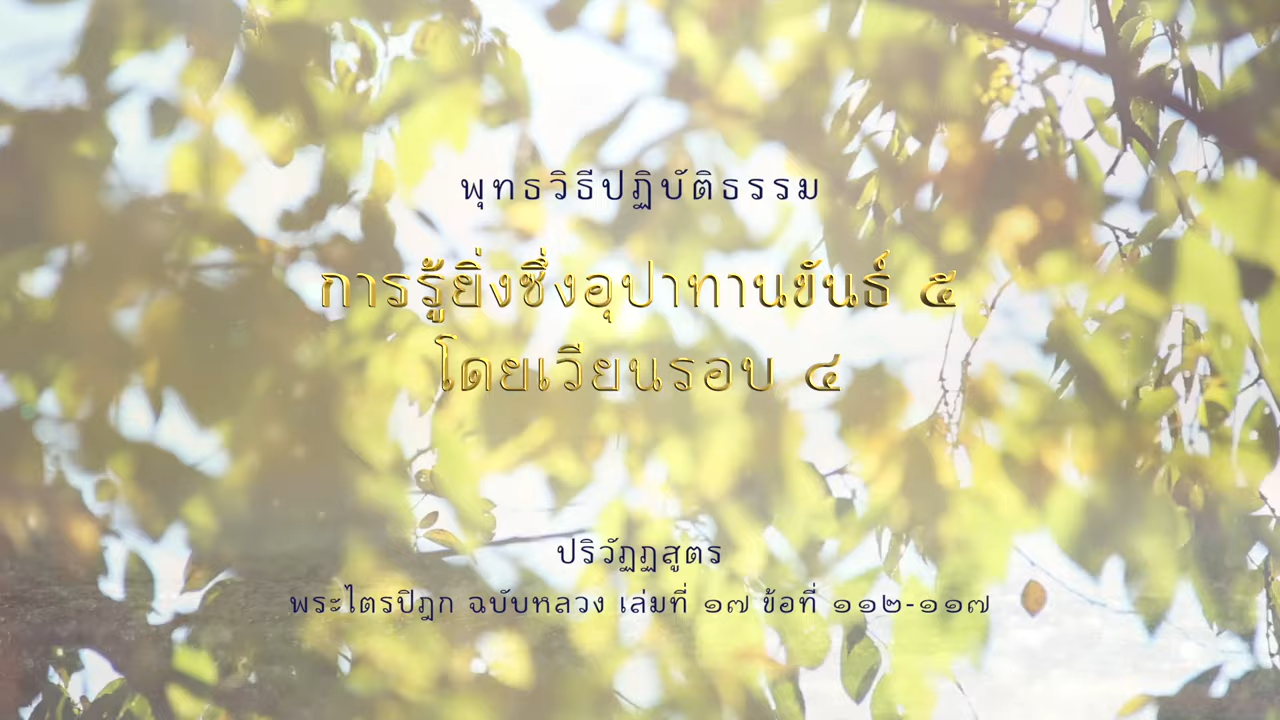 พุทธวิธีปฏิบัติธรรม
การรู้ยิ่งซึ่งอุปาทานขันธ์ ๕
โดยเวียนรอบ ๔
ปริวัฏฏสูตร
พระไตรปิฎก ฉบับหลวง เล่มที่ ๑๗ ข้อที่ ๑๑๒-๑๑๗